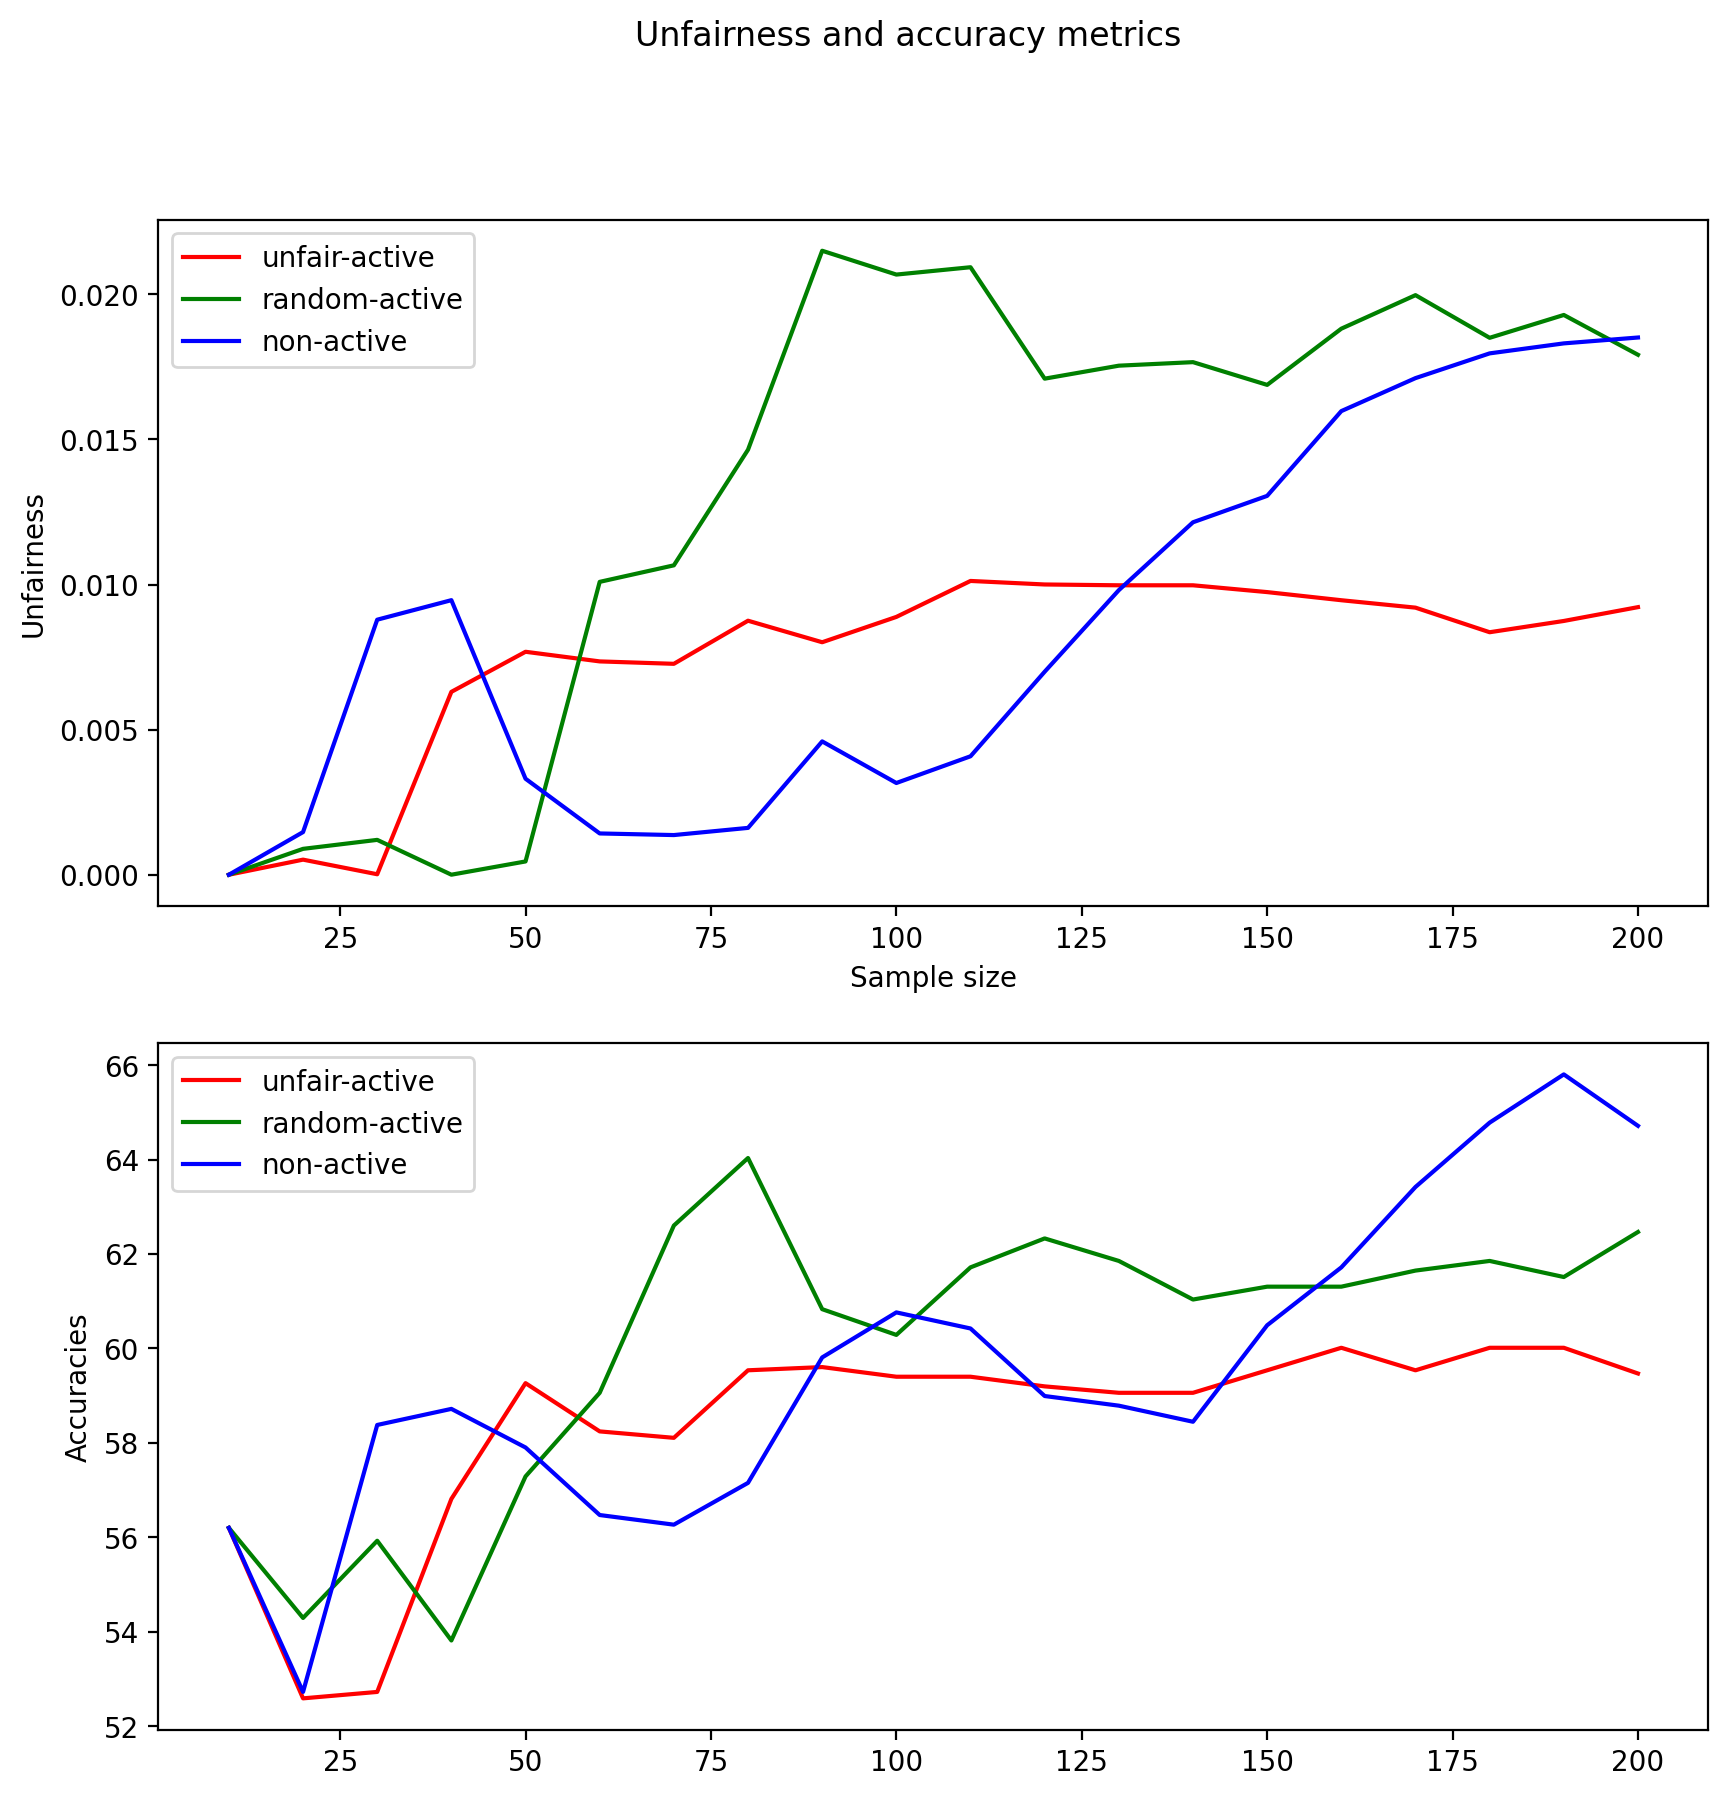 Unfairness and accuracy metrics
unfair-active
random-active
non-active
0.020
0.015
0.010
0.005
0.000
Unfairness
25 50 75 100 125 150 175 200
Sample size
unfair-active
random-active
non-active
66
64
62
60
58
56
54
52
Accuracies
25 50 75 100 125 150 175 200